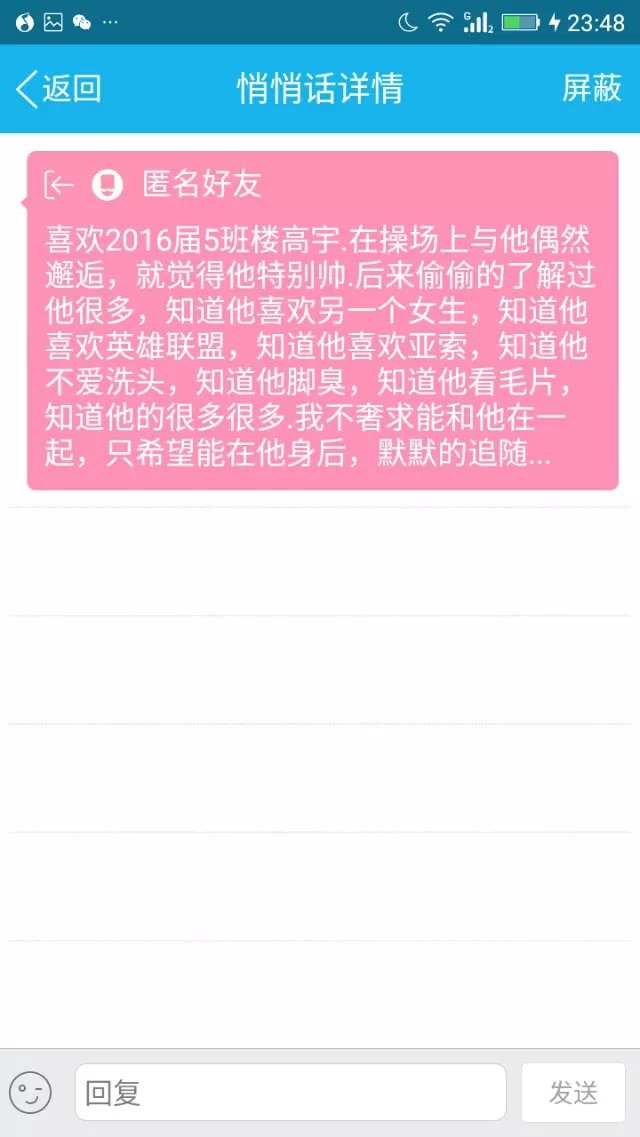 23:48
返回 悄悄话详情 屏蔽
匿名好友
喜欢2016届5班楼高宇.在操场上与他偶然
邂逅，就觉得他特别帅.后来偷偷的了解过
他很多，知道他喜欢另一个女生，知道他
喜欢英雄联盟，知道他喜欢亚索，知道他
不爱洗头，知道他脚臭，知道他看毛片，
知道他的很多很多.我不奢求能和他在一
起，只希望能在他身后，默默的追随...
回复 发送